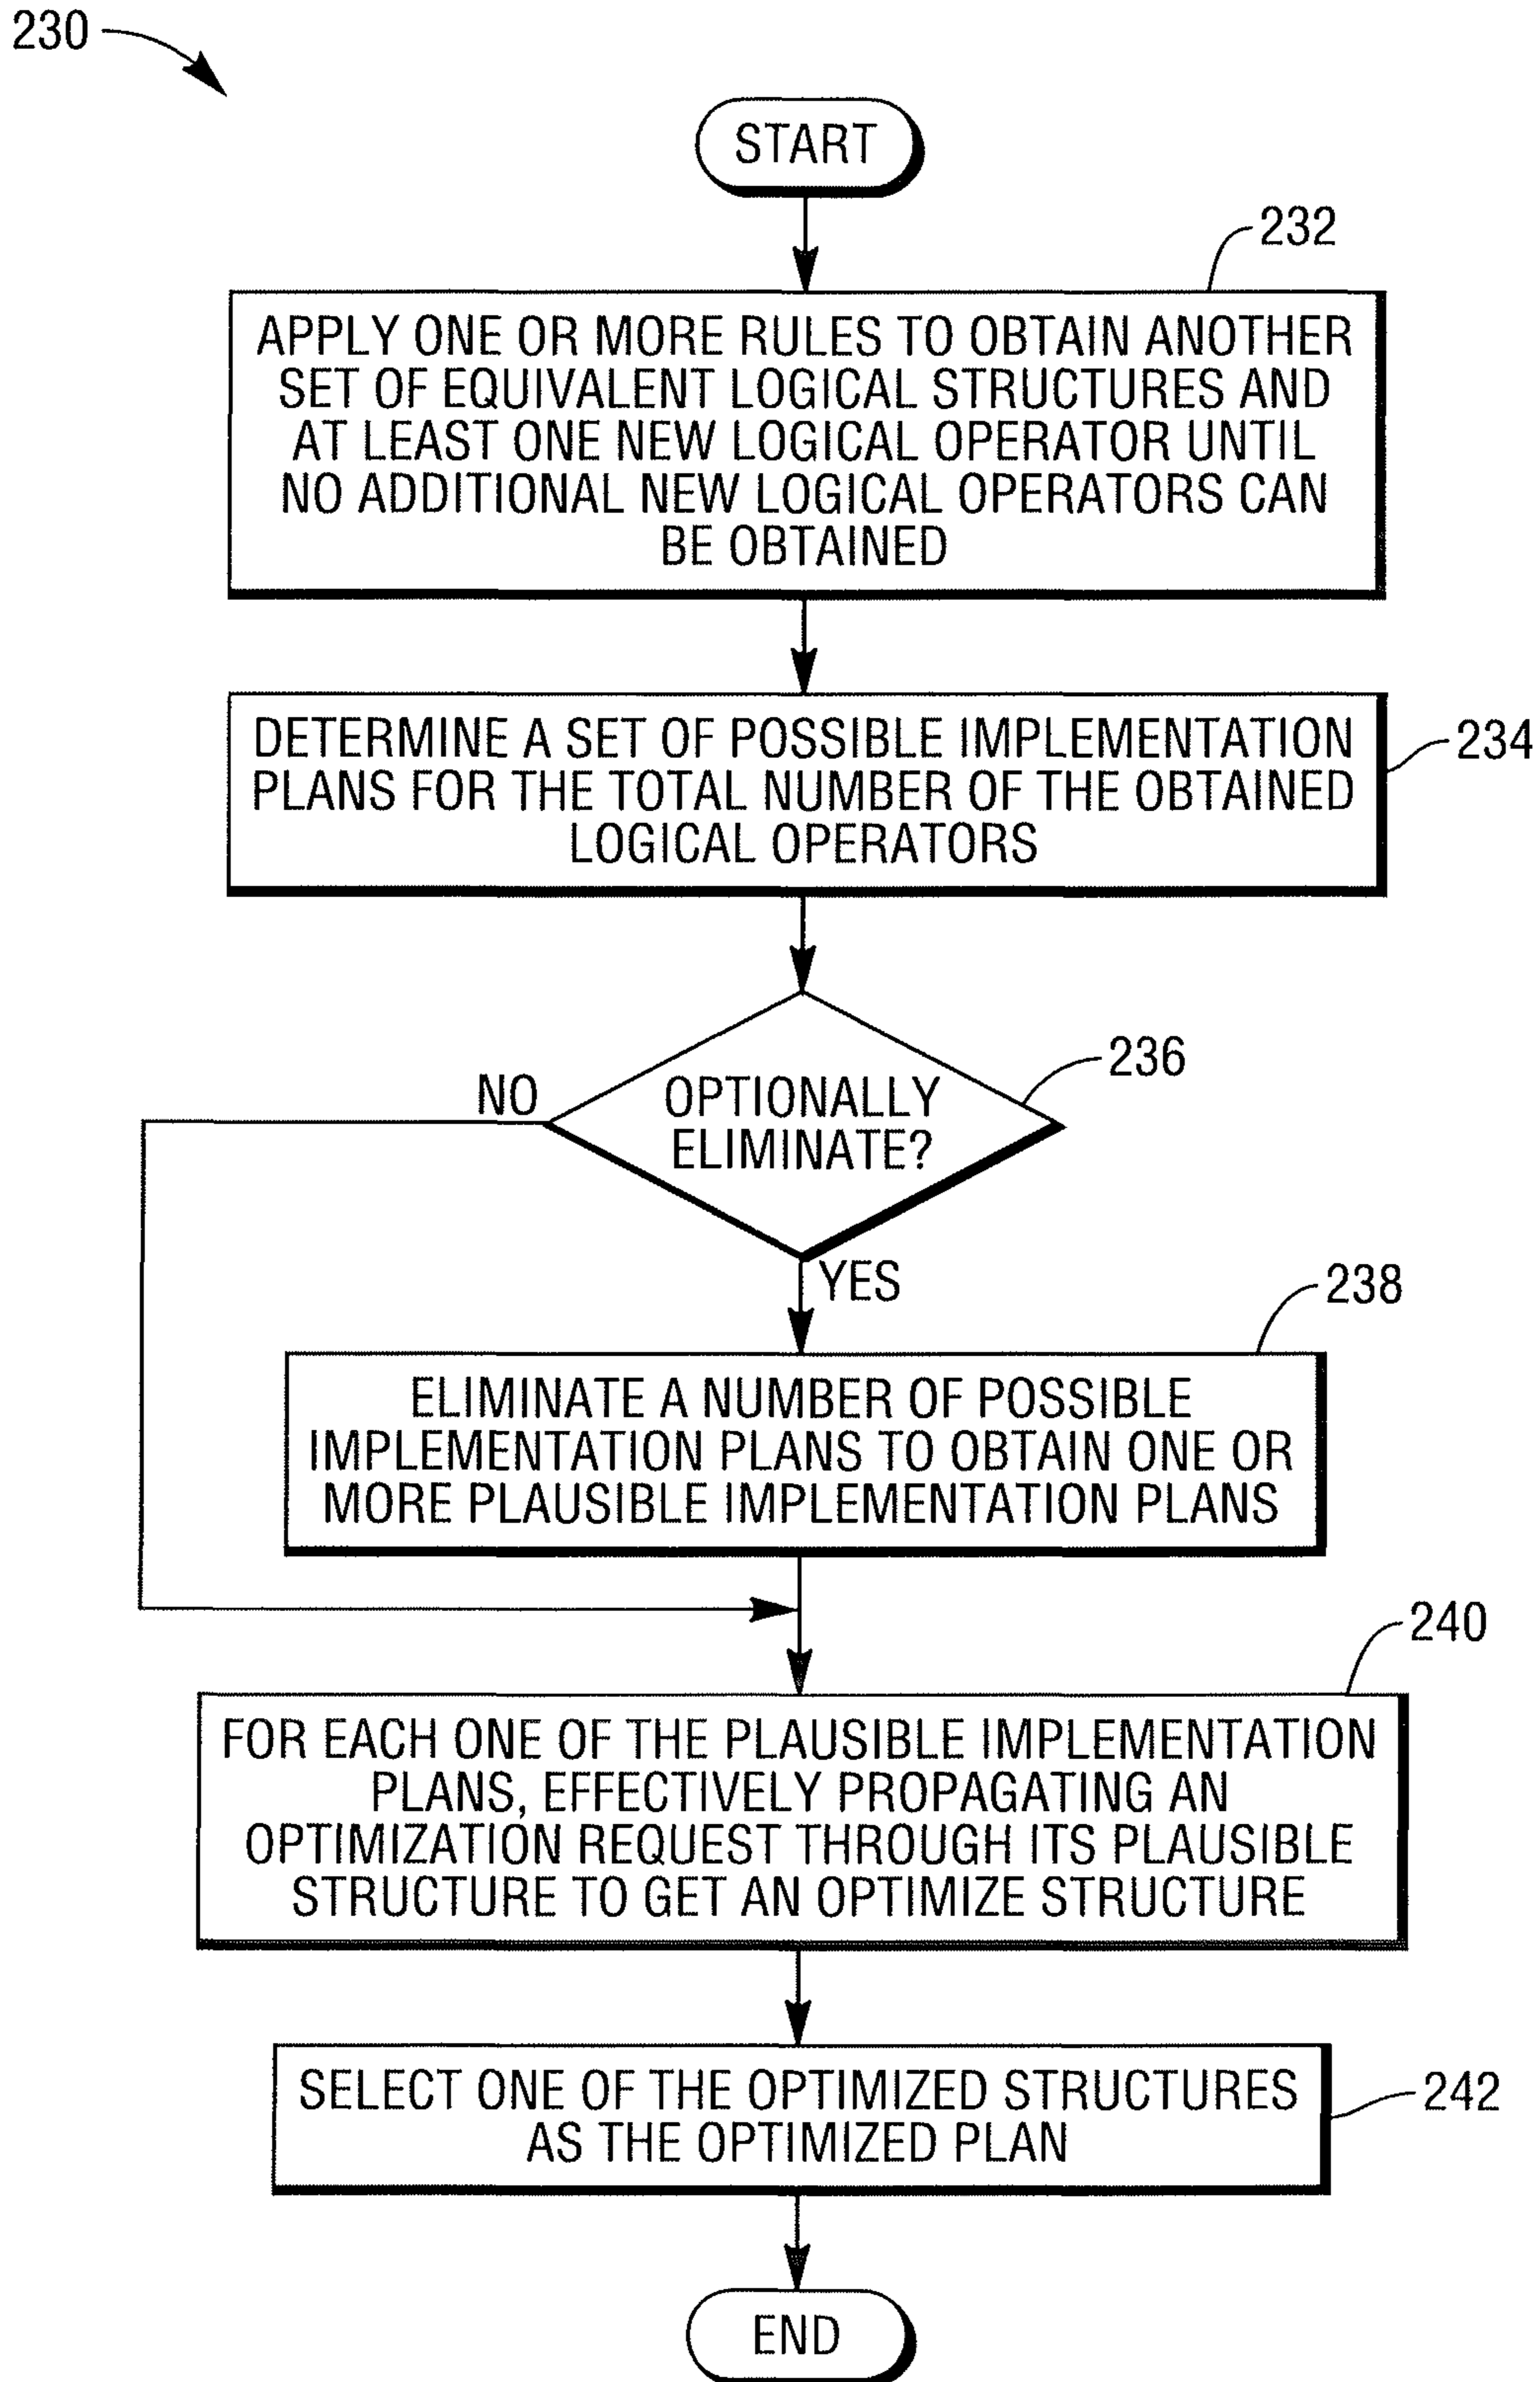 230
START
232
APPLY ONE OR MORE RULES TO OBTAIN ANOTHER
SET OF EQUIVALENT LOGICAL STRUCTURES AND
AT LEAST ONE NEW LOGICAL OPERATOR UNTIL
NO ADDITIONAL NEW LOGICAL OPERATORS CAN
BE OBTAINED
DETERMINE A SET OF POSSIBLE IMPLEMENTATION
PLANS FOR THE TOTAL NUMBER OF THE OBTAINED
LOGICAL OPERATORS
234
236
NO
OPTIONALLY
ELIMINATE?
YES
238
ELIMINATE A NUMBER OF POSSIBLE
IMPLEMENTATION PLANS TO OBTAIN ONE OR
MORE PLAUSIBLE IMPLEMENTATION PLANS
240
FOR EACH ONE OF THE PLAUSIBLE IMPLEMENTATION
PLANS, EFFECTIVELY PROPAGATING AN
OPTIMIZATION REQUEST THROUGH ITS PLAUSIBLE
STRUCTURE TO GET AN OPTIMIZE STRUCTURE
SELECT ONE OF THE OPTIMIZED STRUCTURES
AS THE OPTIMIZED PLAN
242
END